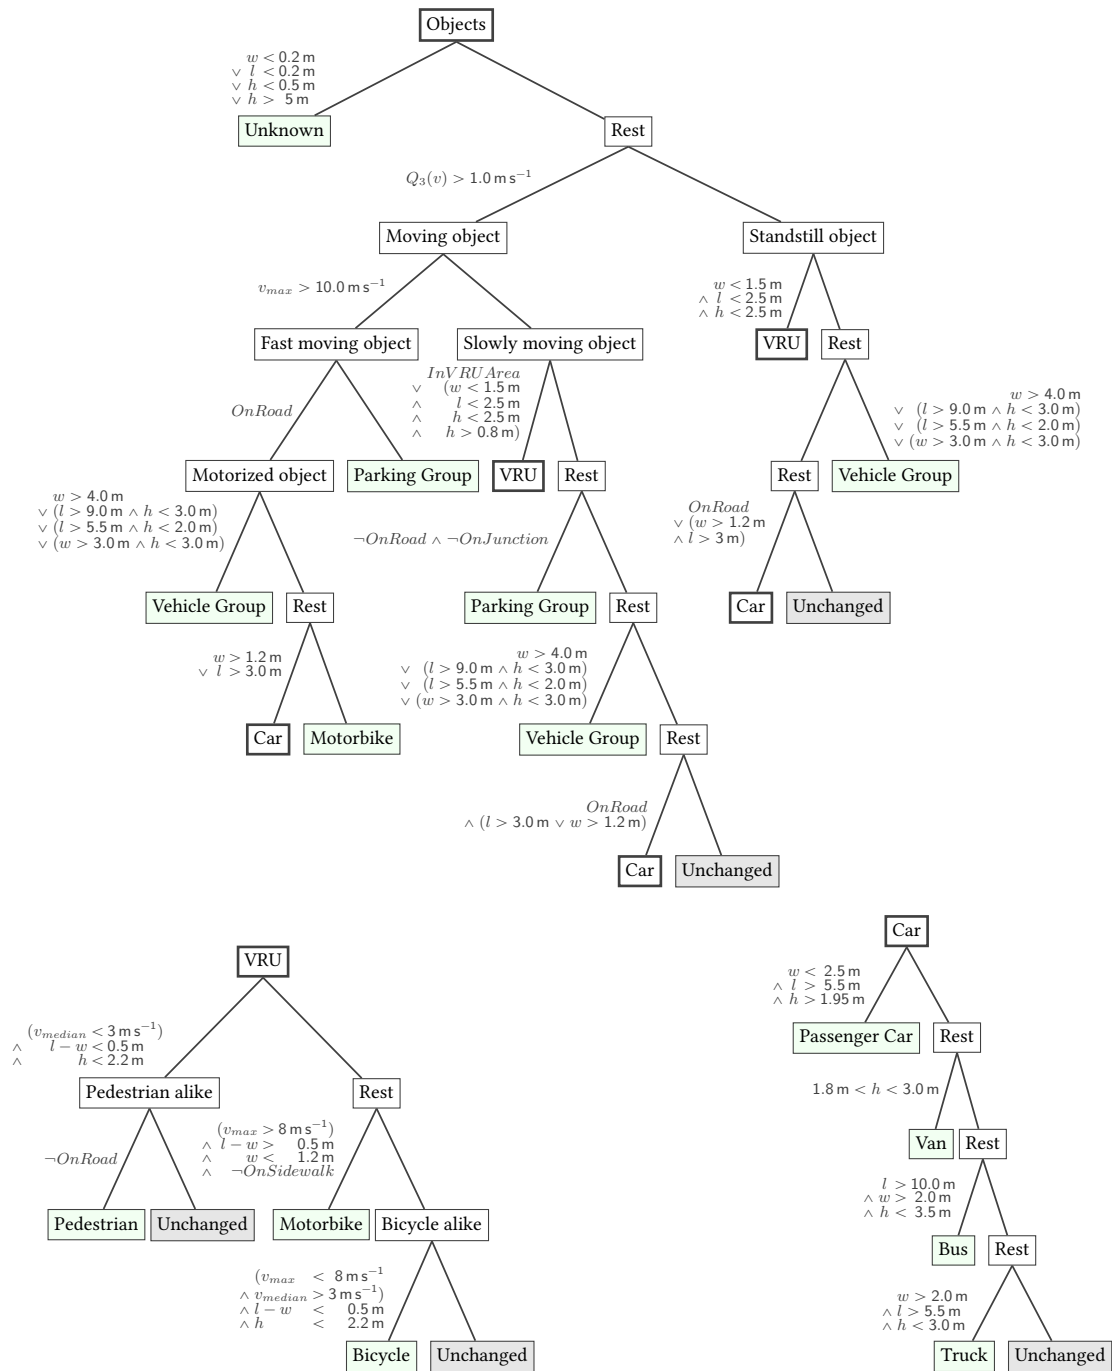 Objects
w < 0.2 m
∨ l < 0.2 m
∨ h < 0.5 m
∨ h > 5 m
Unknown
Rest
Q₃(v) > 1.0 m s⁻¹
Moving object
Standstill object
v_max > 10.0 m s⁻¹
w < 1.5 m
∧ l < 2.5 m
∧ h < 2.5 m
Fast moving object
Slowly moving object
VRU
Rest
OnRoad
InVRUArea
∨ (w < 1.5 m
∧ l < 2.5 m
∧ h < 2.5 m
∧ h > 0.8 m)
w > 4.0 m
∨ (l > 9.0 m ∧ h < 3.0 m)
∨ (l > 5.5 m ∧ h < 2.0 m)
∨ (w > 3.0 m ∧ h < 3.0 m)
Motorized object
Parking Group
VRU
Rest
Rest
Vehicle Group
w > 4.0 m
∨ (l > 9.0 m ∧ h < 3.0 m)
∨ (l > 5.5 m ∧ h < 2.0 m)
∨ (w > 3.0 m ∧ h < 3.0 m)
¬OnRoad ∧ ¬OnJunction
OnRoad
∨ (w > 1.2 m
∧ l > 3 m)
Vehicle Group
Rest
Parking Group
Rest
Car
Unchanged
w > 1.2 m
∨ l > 3.0 m
w > 4.0 m
∨ (l > 9.0 m ∧ h < 3.0 m)
∨ (l > 5.5 m ∧ h < 2.0 m)
∨ (w > 3.0 m ∧ h < 3.0 m)
Car
Motorbike
Vehicle Group
Rest
OnRoad
∧ (l > 3.0 m ∨ w > 1.2 m)
Car
Unchanged
VRU
(v_median < 3 m s⁻¹)
∧ l − w < 0.5 m
∧ h < 2.2 m
Pedestrian alike
Rest
¬OnRoad
(v_max > 8 m s⁻¹)
∧ l − w > 0.5 m
∧ w < 1.2 m
∧ ¬OnSidewalk
Pedestrian
Unchanged
Motorbike
Bicycle alike
(v_max < 8 m s⁻¹
∧ v_median > 3 m s⁻¹)
∧ l − w < 0.5 m
∧ h < 2.2 m
Bicycle
Unchanged
Car
w < 2.5 m
∧ l > 5.5 m
∧ h > 1.95 m
Passenger Car
Rest
1.8 m < h < 3.0 m
Van
Rest
l > 10.0 m
∧ w > 2.0 m
∧ h < 3.5 m
Bus
Rest
w > 2.0 m
∧ l > 5.5 m
∧ h < 3.0 m
Truck
Unchanged